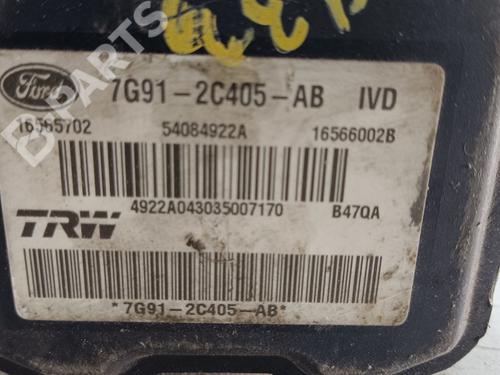 B-PARTS
Ford
7G91-2C405-AB IVD
16565702 54084922A 16566002B
4922A043035007170 B47QA
TRW
*7G91-2C405-AB*